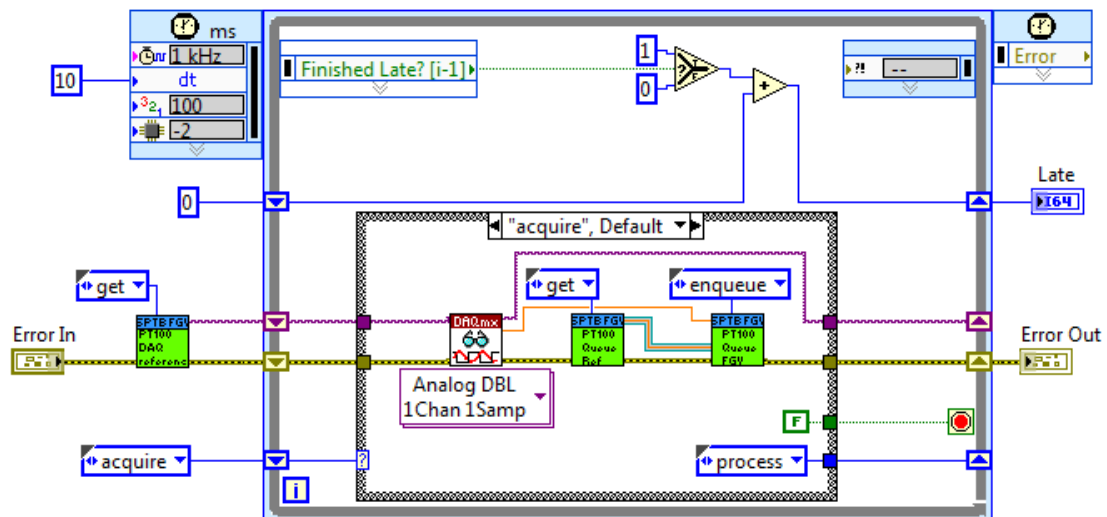 ms
1 kHz
Finished Late? [i-1]
1
--
Error
10
dt
100
0
-2
0
Late
I64
"acquire", Default
get
get
enqueue
SPTB FGV
PT100
DAQ
referenc
DAQmx
SPTB FGV
PT100
Queue
Ref
SPTB FGV
PT100
Queue
FGV
Error In
Error Out
Analog DBL
1Chan 1Samp
F
acquire
?
process
i